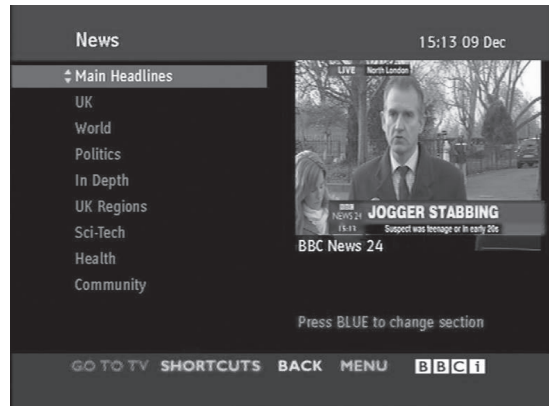 News
15:13 09 Dec
Main Headlines
UK
World
Politics
In Depth
UK Regions
Sci-Tech
Health
Community
LIVE North London
BBC
NEWS 24 JOGGER STABBING
15:13 Suspect was teenage or in early 20s
BBC News 24
Press BLUE to change section
GO TO TV SHORTCUTS BACK MENU BBCi